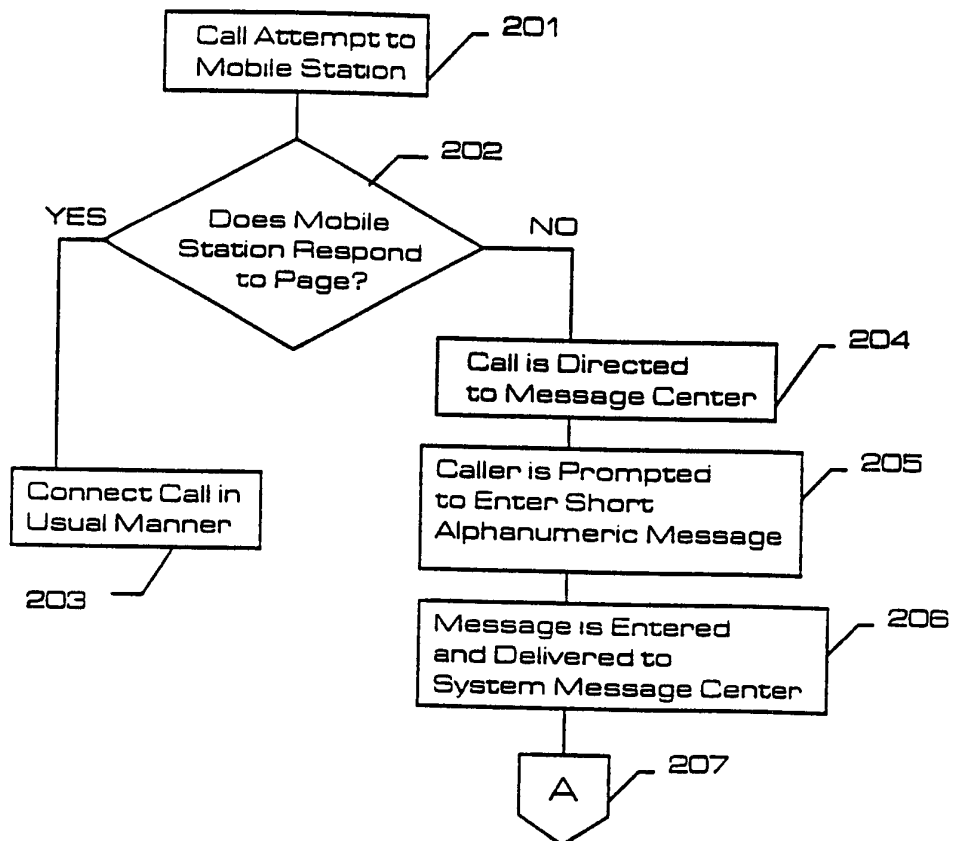 Call Attempt to
Mobile Station
201
202
YES
Does Mobile
Station Respond
to Page?
NO
Call is Directed
to Message Center
204
Caller is Prompted
to Enter Short
Alphanumeric Message
205
Connect Call in
Usual Manner
203
Message is Entered
and Delivered to
System Message Center
206
A
207